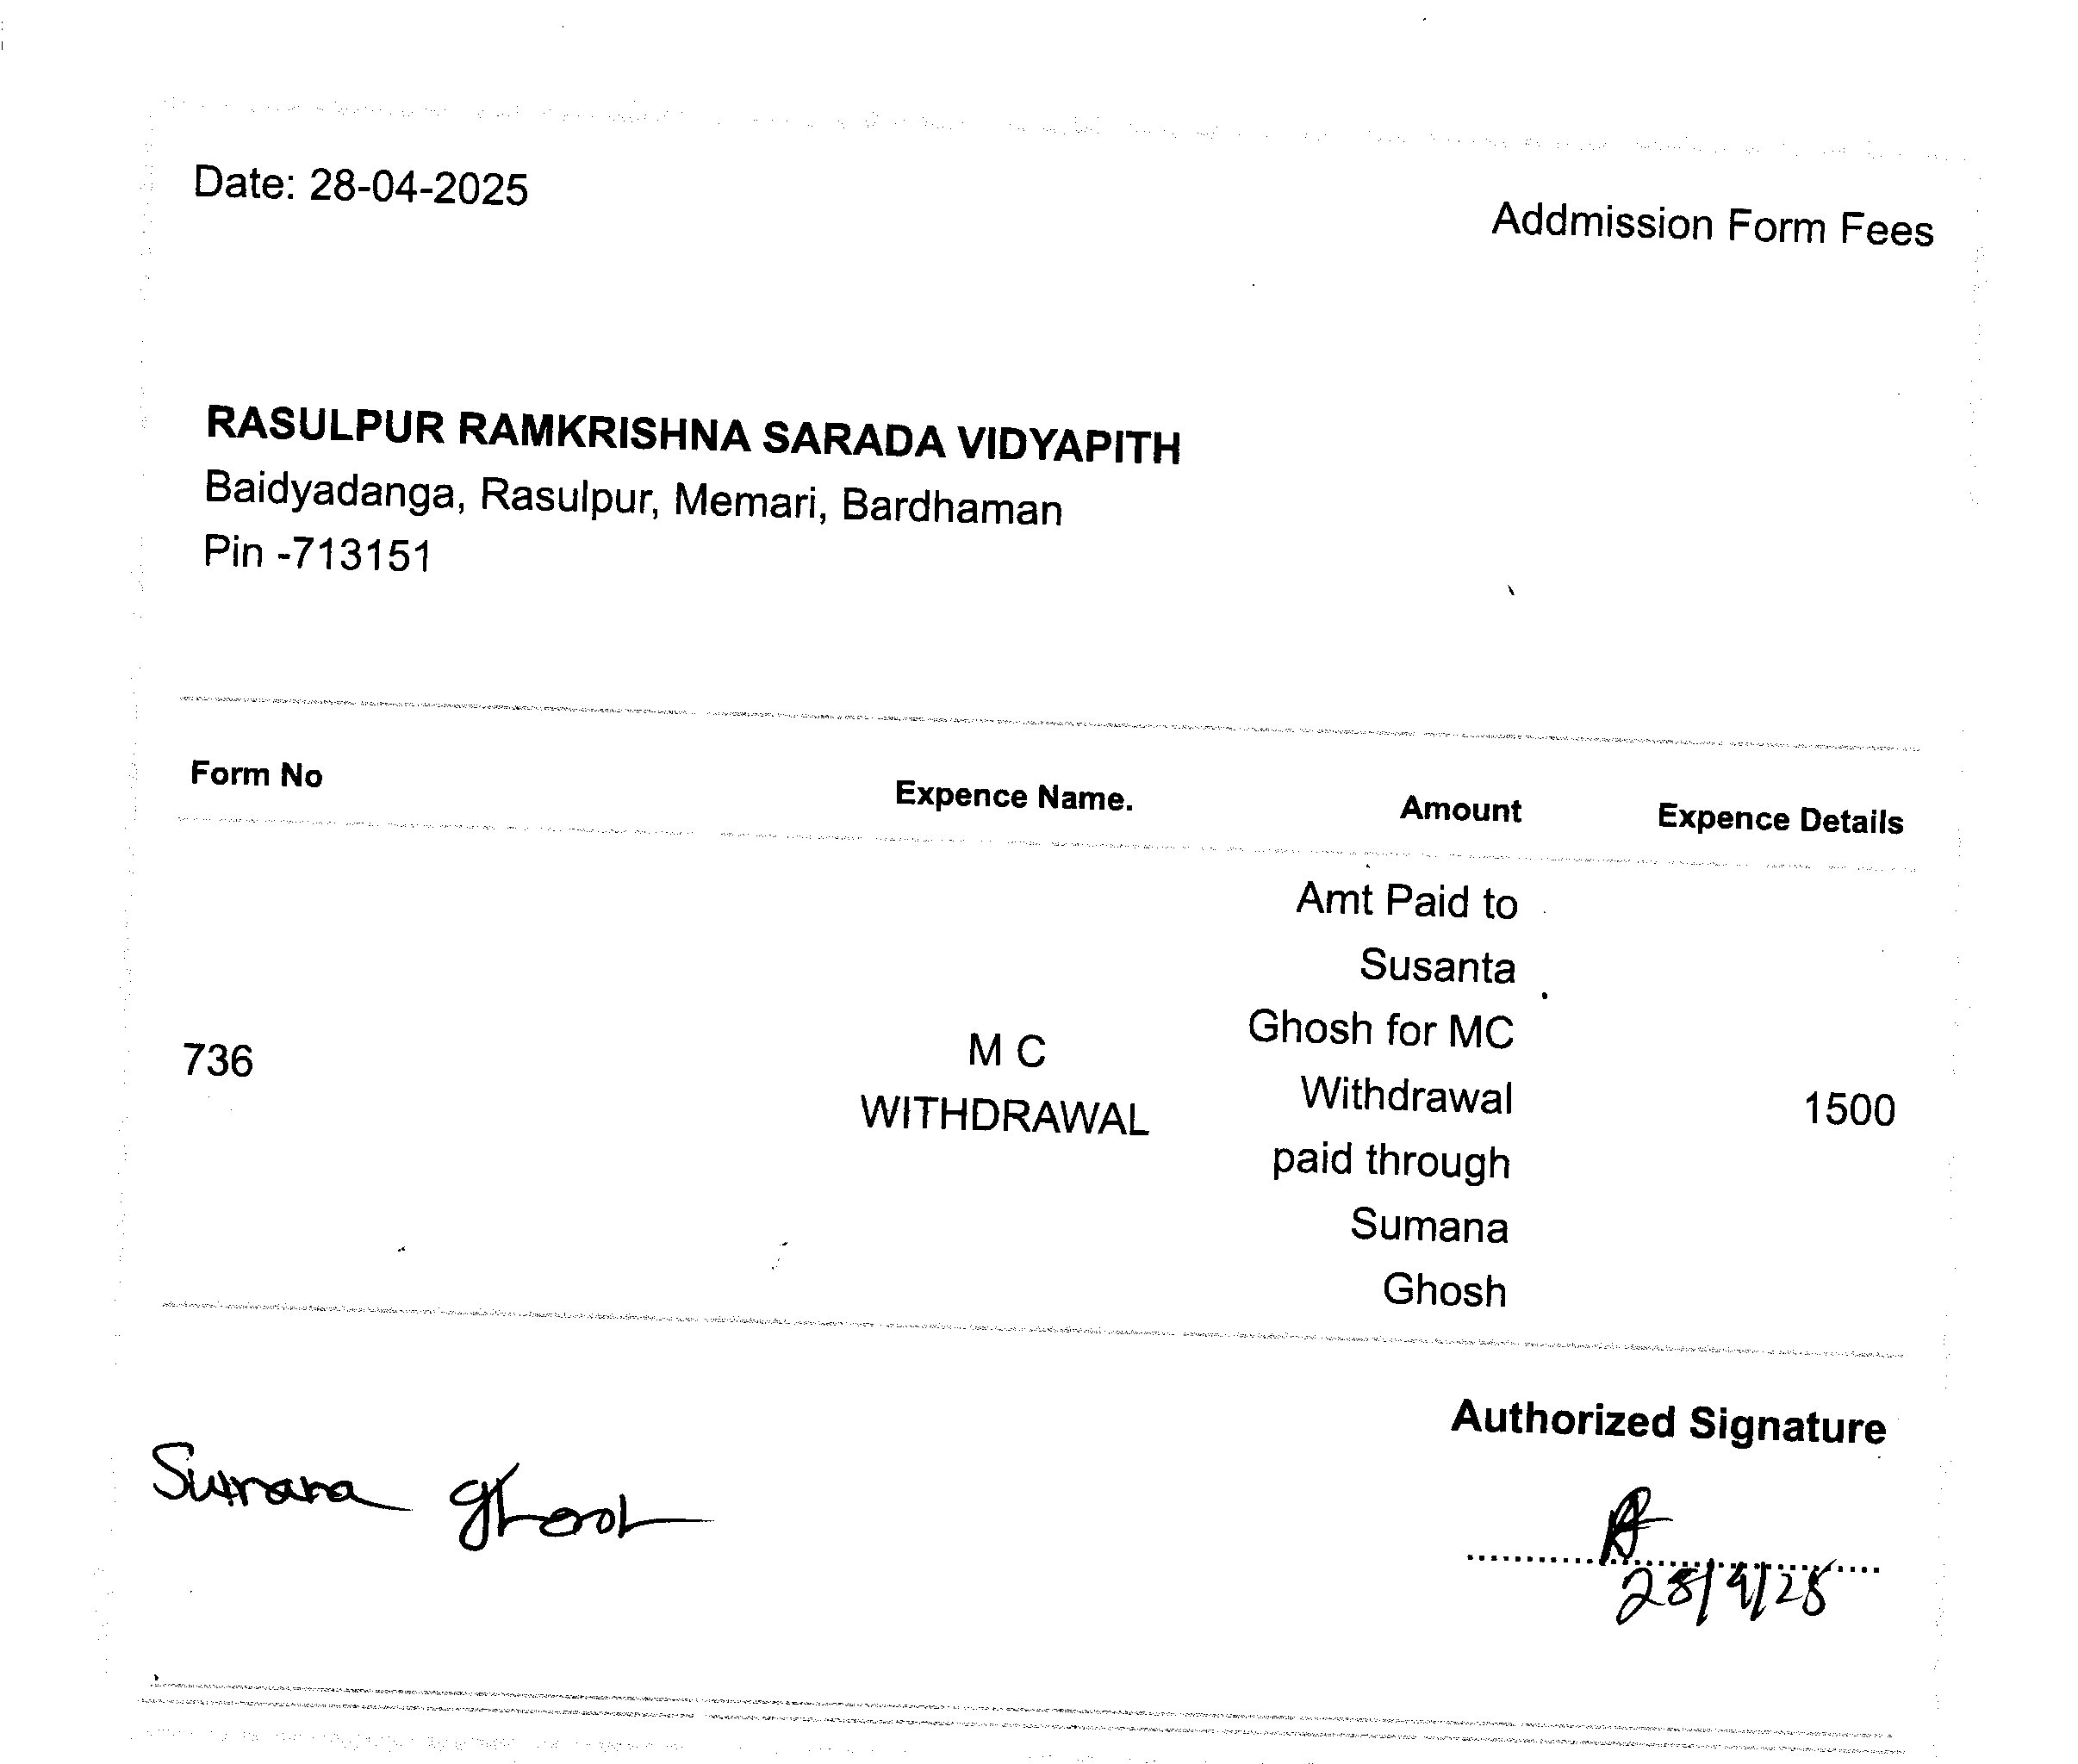 Date: 28-04-2025
Addmission Form Fees
RASULPUR RAMKRISHNA SARADA VIDYAPITH
Baidyadanga, Rasulpur, Memari, Bardhaman
Pin -713151
Form No Expence Name. Amount Expence Details
736
M C
WITHDRAWAL
Amt Paid to
Susanta
Ghosh for MC
Withdrawal
paid through
Sumana
Ghosh
1500
Authorized Signature
Sumana Ghosh
28/4/25